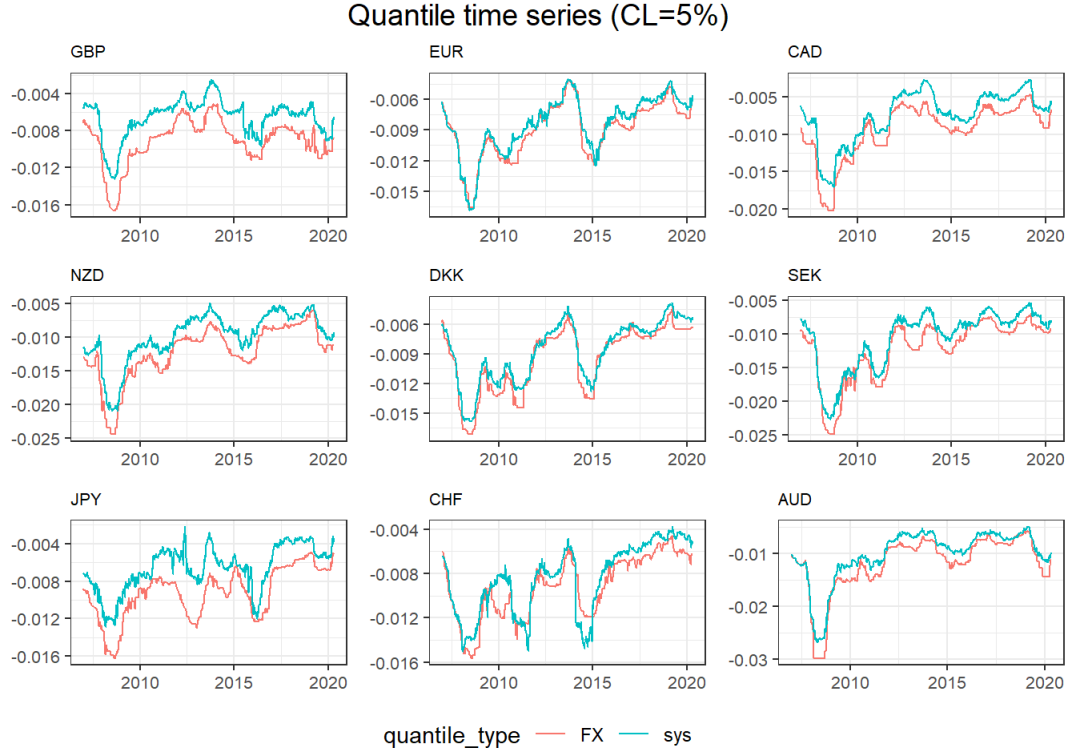 Quantile time series (CL=5%)
GBP
EUR
CAD
-0.004
-0.008
-0.012
-0.016
-0.006
-0.009
-0.012
-0.015
-0.005
-0.010
-0.015
-0.020
2010 2015 2020
2010 2015 2020
2010 2015 2020
NZD
DKK
SEK
-0.005
-0.010
-0.015
-0.020
-0.025
-0.006
-0.009
-0.012
-0.015
-0.005
-0.010
-0.015
-0.020
-0.025
2010 2015 2020
2010 2015 2020
2010 2015 2020
JPY
CHF
AUD
-0.004
-0.008
-0.012
-0.016
-0.004
-0.008
-0.012
-0.016
-0.01
-0.02
-0.03
2010 2015 2020
2010 2015 2020
2010 2015 2020
quantile_type FX sys